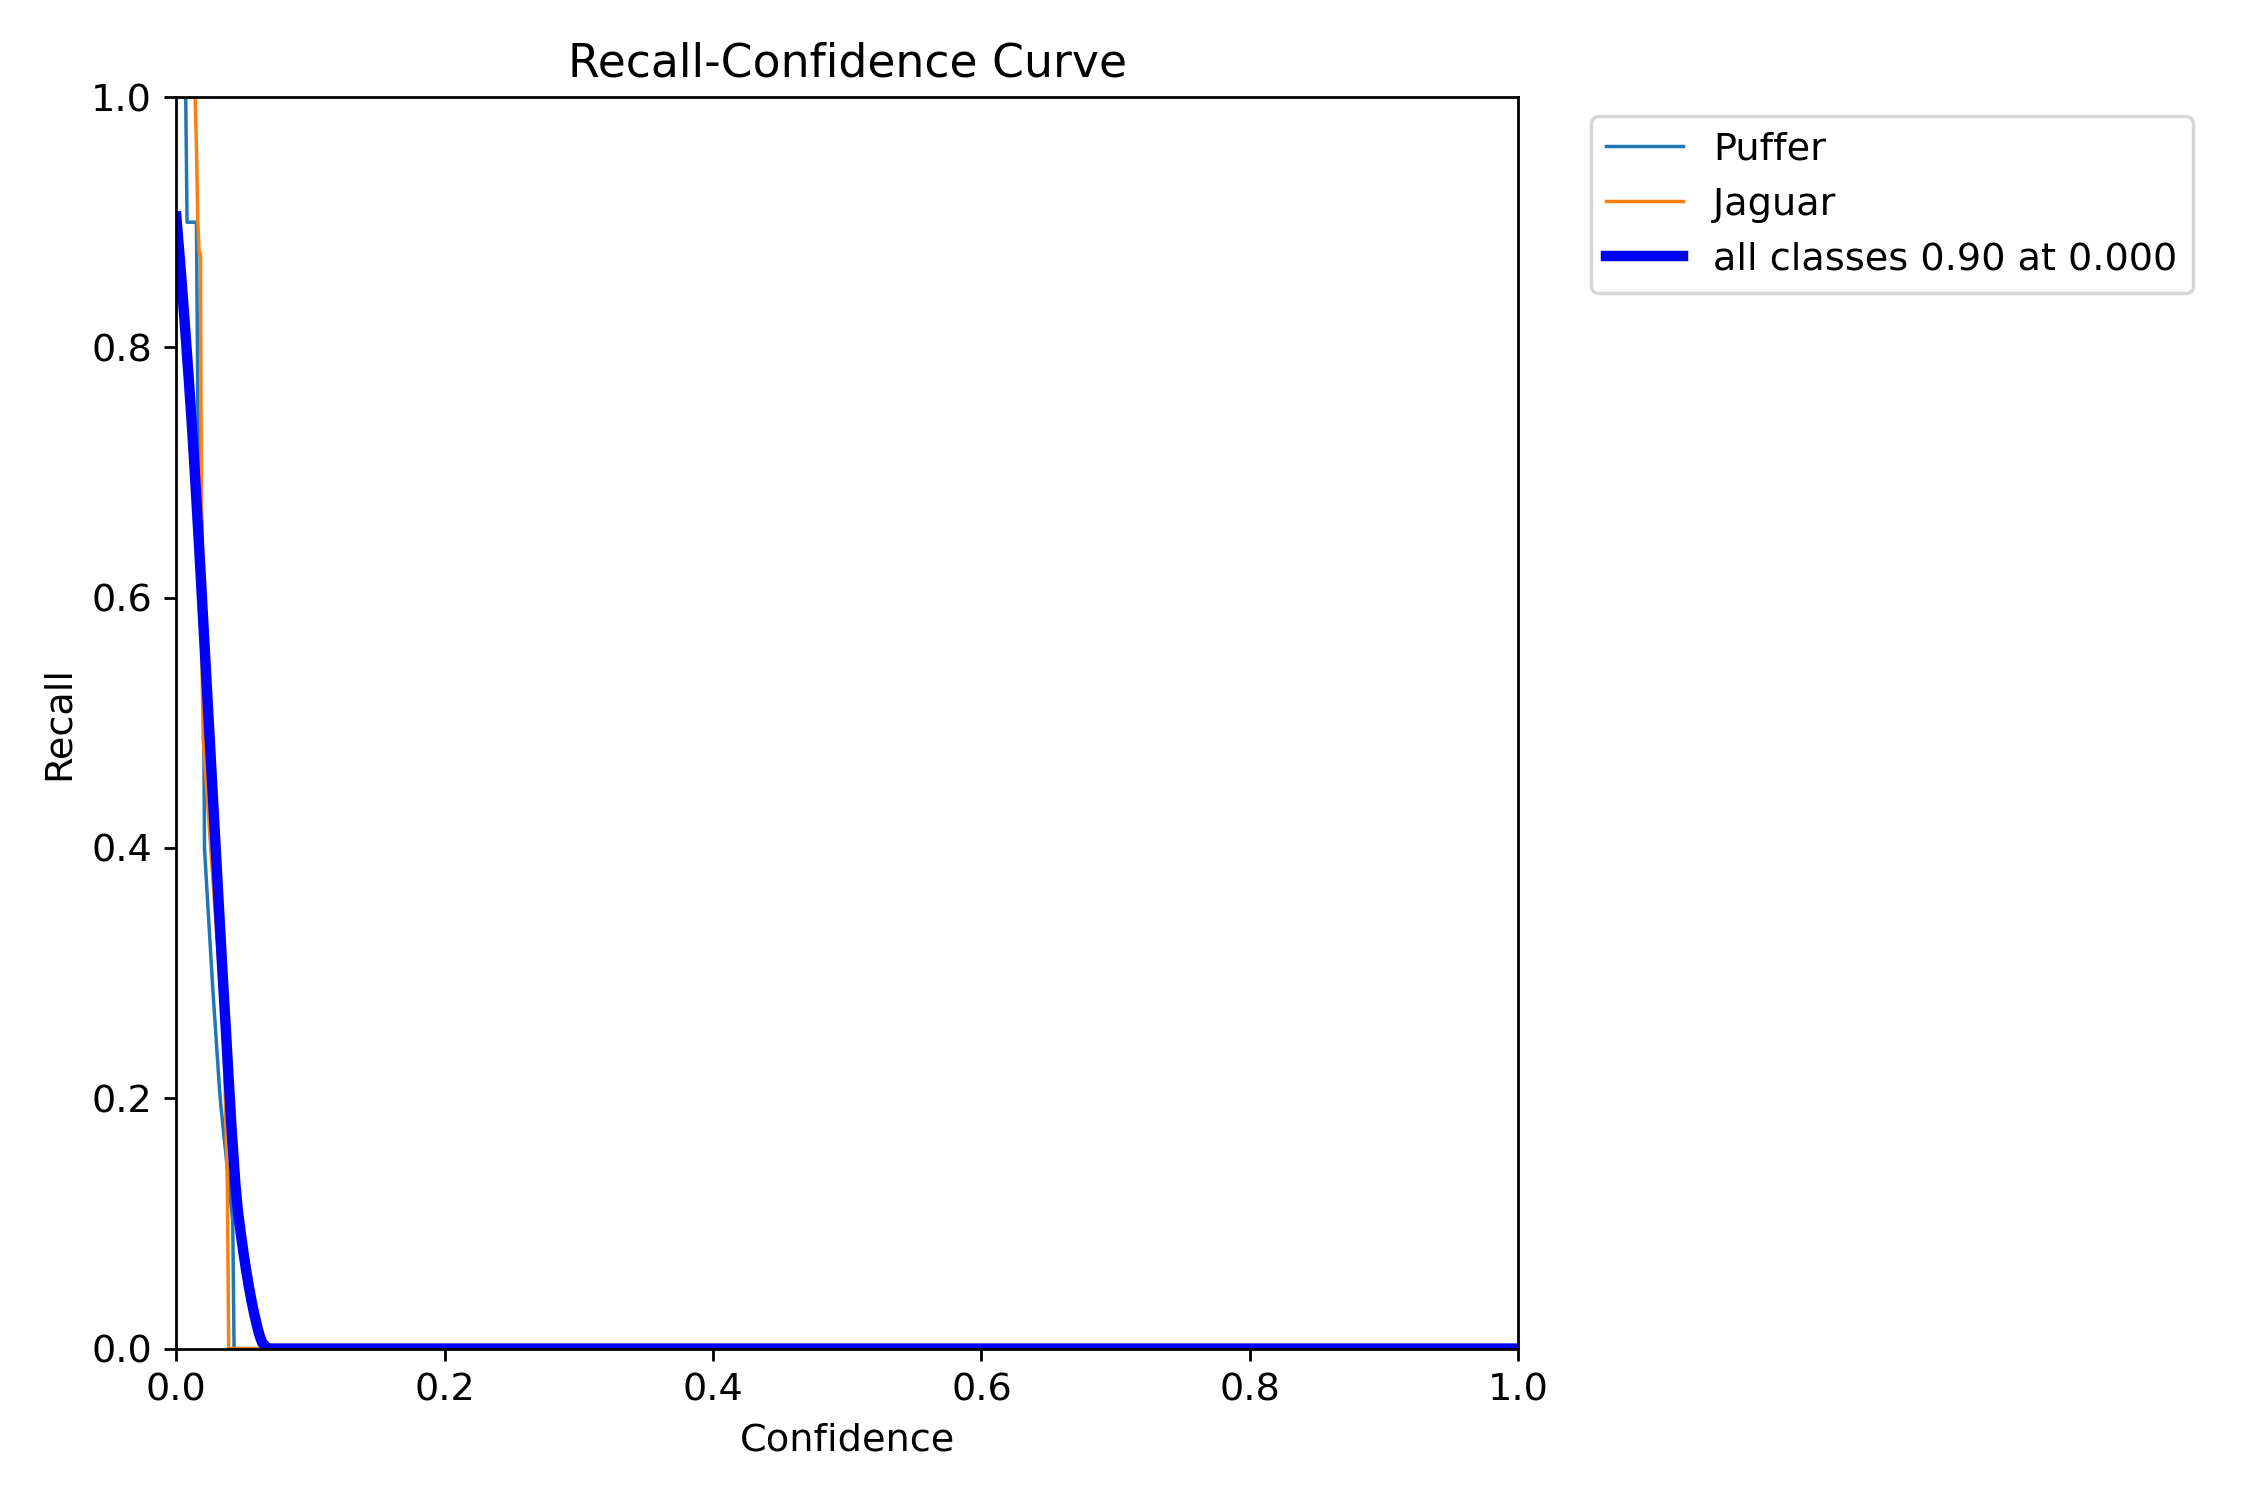 Recall-Confidence Curve
1.0
0.8
0.6
0.4
0.2
0.0
Recall
0.0 0.2 0.4 0.6 0.8 1.0
Confidence
Puffer
Jaguar
all classes 0.90 at 0.000